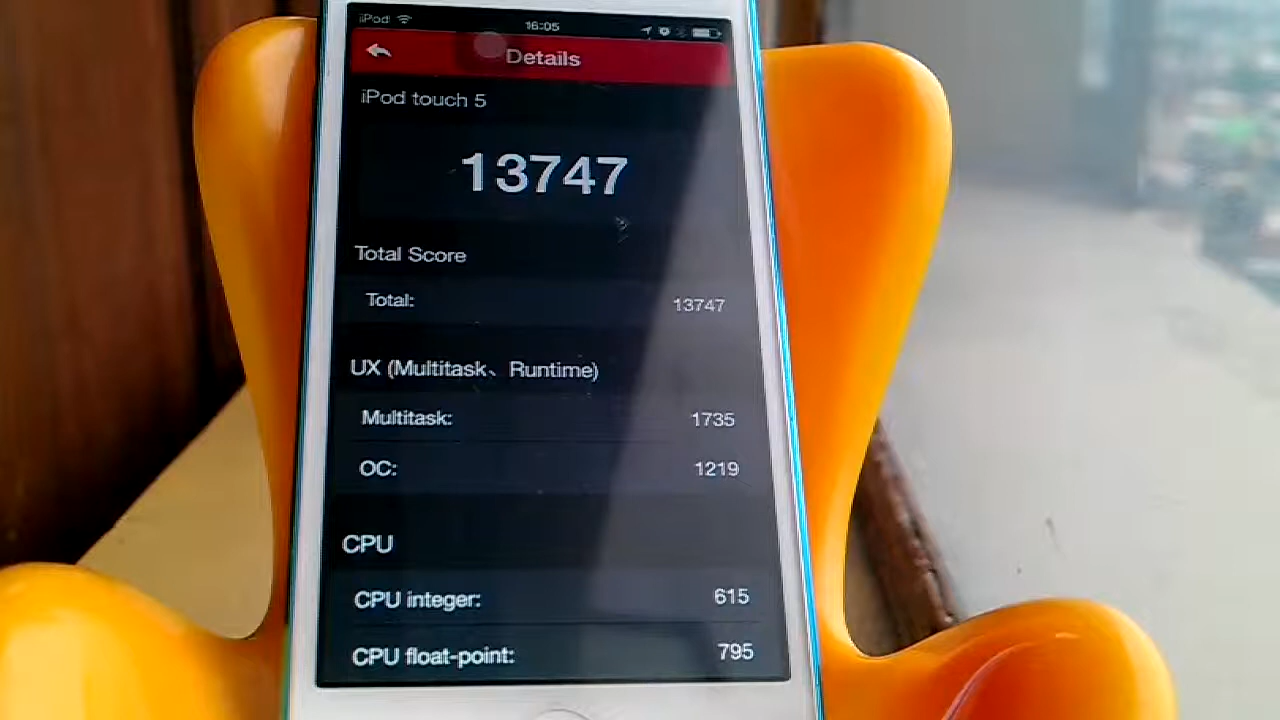 iPod 16:05
Details
iPod touch 5
13747
Total Score
Total: 13747
UX (Multitask、Runtime)
Multitask: 1735
OC: 1219
CPU
CPU integer: 615
CPU float-point: 795